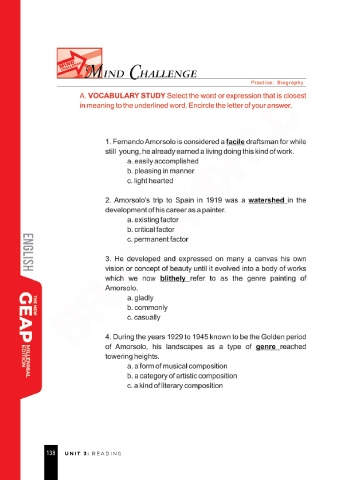 MIND
MIND CHALLENGE
Practice: Biography
A. VOCABULARY STUDY Select the word or expression that is closest
in meaning to the underlined word. Encircle the letter of your answer.
1. Fernando Amorsolo is considered a facile draftsman for while
still young, he already earned a living doing this kind of work.
a. easily accomplished
b. pleasing in manner
c. light hearted
2. Amorsolo's trip to Spain in 1919 was a watershed in the
development of his career as a painter.
a. existing factor
b. critical factor
c. permanent factor
3. He developed and expressed on many a canvas his own
vision or concept of beauty until it evolved into a body of works
which we now blithely refer to as the genre painting of
Amorsolo.
a. gladly
b. commonly
c. casually
4. During the years 1929 to 1945 known to be the Golden period
of Amorsolo, his landscapes as a type of genre reached
towering heights.
a. a form of musical composition
b. a category of artistic composition
c. a kind of literary composition
ENGLISH
THE NEW
GEAP
MILLENNIAL
EDITION
138 UNIT 3: READING